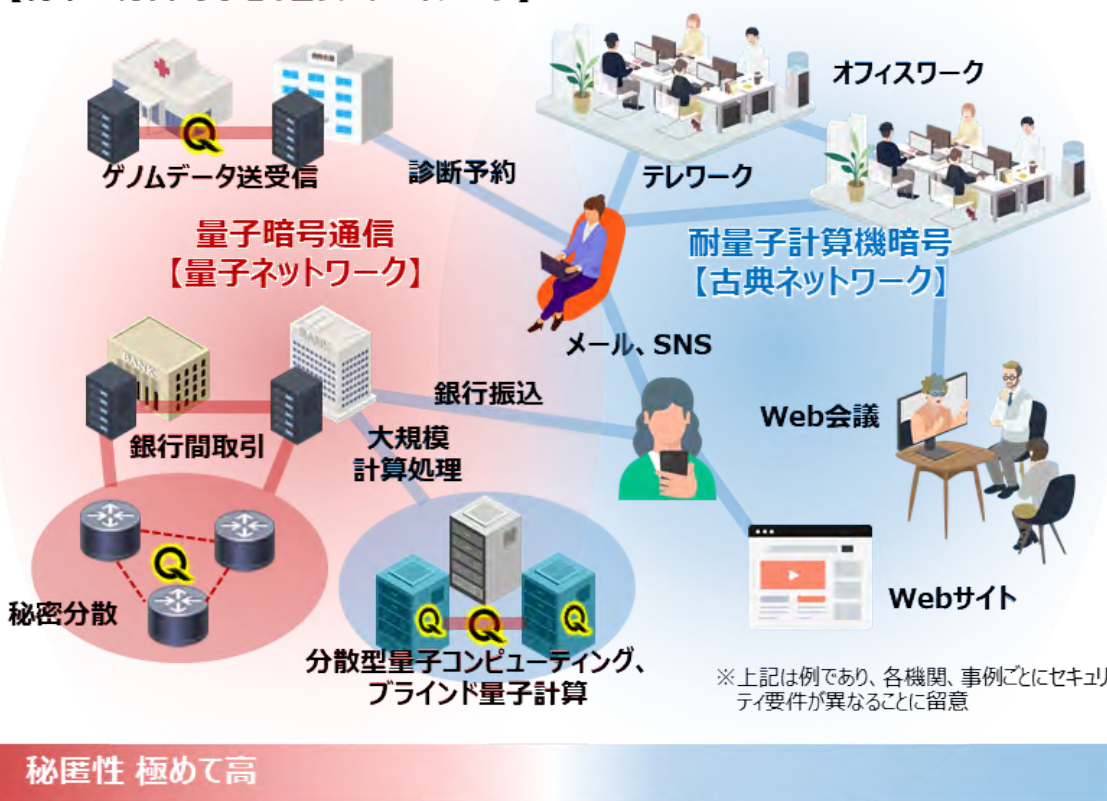 オフィスワーク
Q
ゲノムデータ送受信
診断予約
テレワーク
量子暗号通信
【量子ネットワーク】
耐量子計算機暗号
【古典ネットワーク】
メール、SNS
BANK
BANK
銀行振込
Web会議
銀行間取引
大規模
計算処理
Q
秘密分散
Q
Q
Q
Webサイト
分散型量子コンピューティング、
ブラインド量子計算
※上記は例であり、各機関、事例ごとにセキュリ
ティ要件が異なることに留意
秘匿性 極めて高